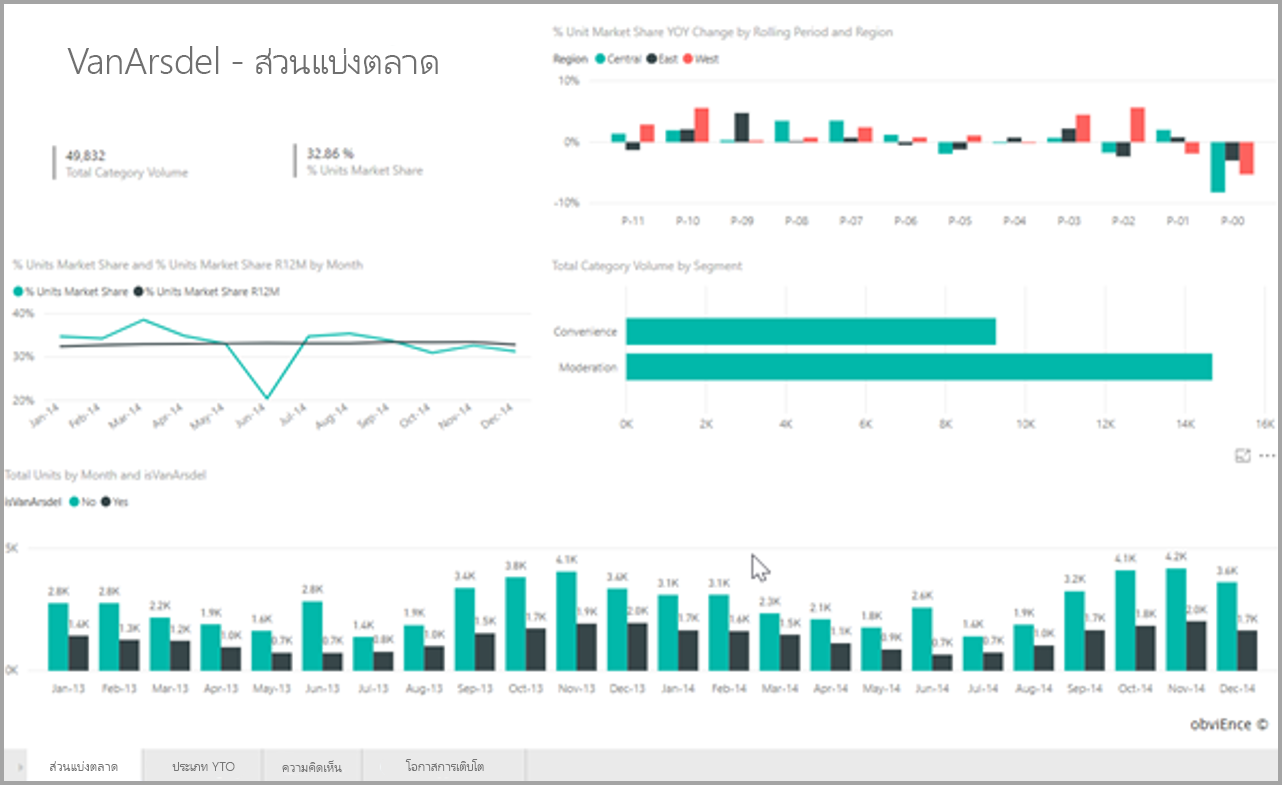 VanArsdel - ส่วนแบ่งตลาด
49,832
Total Category Volume
32.86 %
% Units Market Share
% Unit Market Share YOY Change by Rolling Period and Region
Region Central East West
10%
0%
-10%
P-11 P-10 P-09 P-08 P-07 P-06 P-05 P-04 P-03 P-02 P-01 P-00
% Units Market Share and % Units Market Share R12M by Month
% Units Market Share % Units Market Share R12M
40%
30%
20%
Jan-14 Feb-14 Mar-14 Apr-14 May-14 Jun-14 Jul-14 Aug-14 Sep-14 Oct-14 Nov-14 Dec-14
Total Category Volume by Segment
Convenience
Moderation
0K 2K 4K 6K 8K 10K 12K 14K 16K
Total Units by Month and isVanArsdel
isVanArsdel No Yes
5K
0K
2.8K 1.4K 2.8K 1.3K 2.2K 1.2K 1.9K 1.0K 1.6K 0.7K 2.8K 0.7K 1.4K 0.8K 1.9K 1.0K 3.4K 1.5K 3.8K 1.7K 4.1K 1.9K 3.4K 2.0K 3.1K 1.7K 3.1K 1.6K 2.3K 1.5K 2.1K 1.1K 1.8K 0.9K 2.6K 0.7K 1.4K 0.7K 1.9K 1.0K 3.2K 1.7K 4.1K 1.8K 4.2K 2.0K 3.6K 1.7K
Jan-13 Feb-13 Mar-13 Apr-13 May-13 Jun-13 Jul-13 Aug-13 Sep-13 Oct-13 Nov-13 Dec-13 Jan-14 Feb-14 Mar-14 Apr-14 May-14 Jun-14 Jul-14 Aug-14 Sep-14 Oct-14 Nov-14 Dec-14
obviEnce ©
ส่วนแบ่งตลาด ประเภท YTO ความคิดเห็น โอกาสการเติบโต